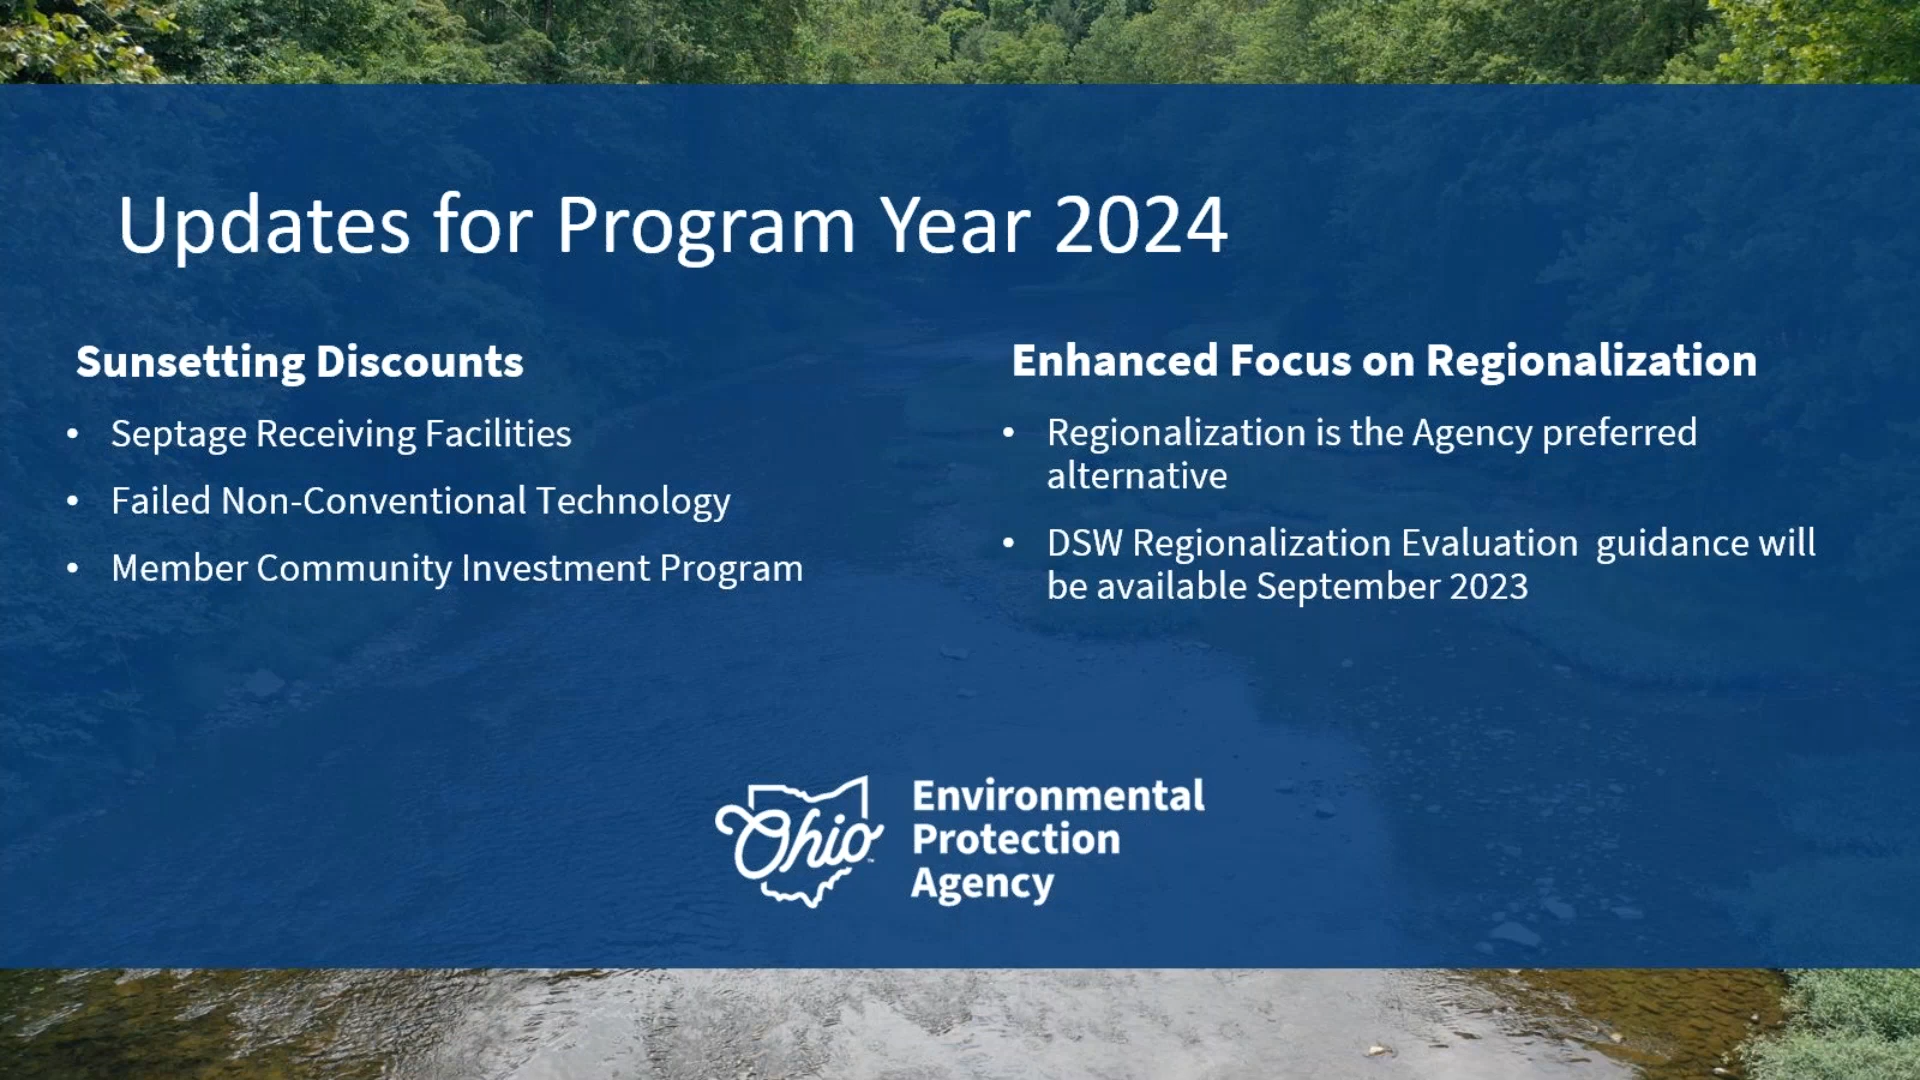 Updates for Program Year 2024
Sunsetting Discounts
• Septage Receiving Facilities
• Failed Non-Conventional Technology
• Member Community Investment Program
Enhanced Focus on Regionalization
• Regionalization is the Agency preferred
alternative
• DSW Regionalization Evaluation  guidance will
be available September 2023
Ohio™
Environmental
Protection
Agency